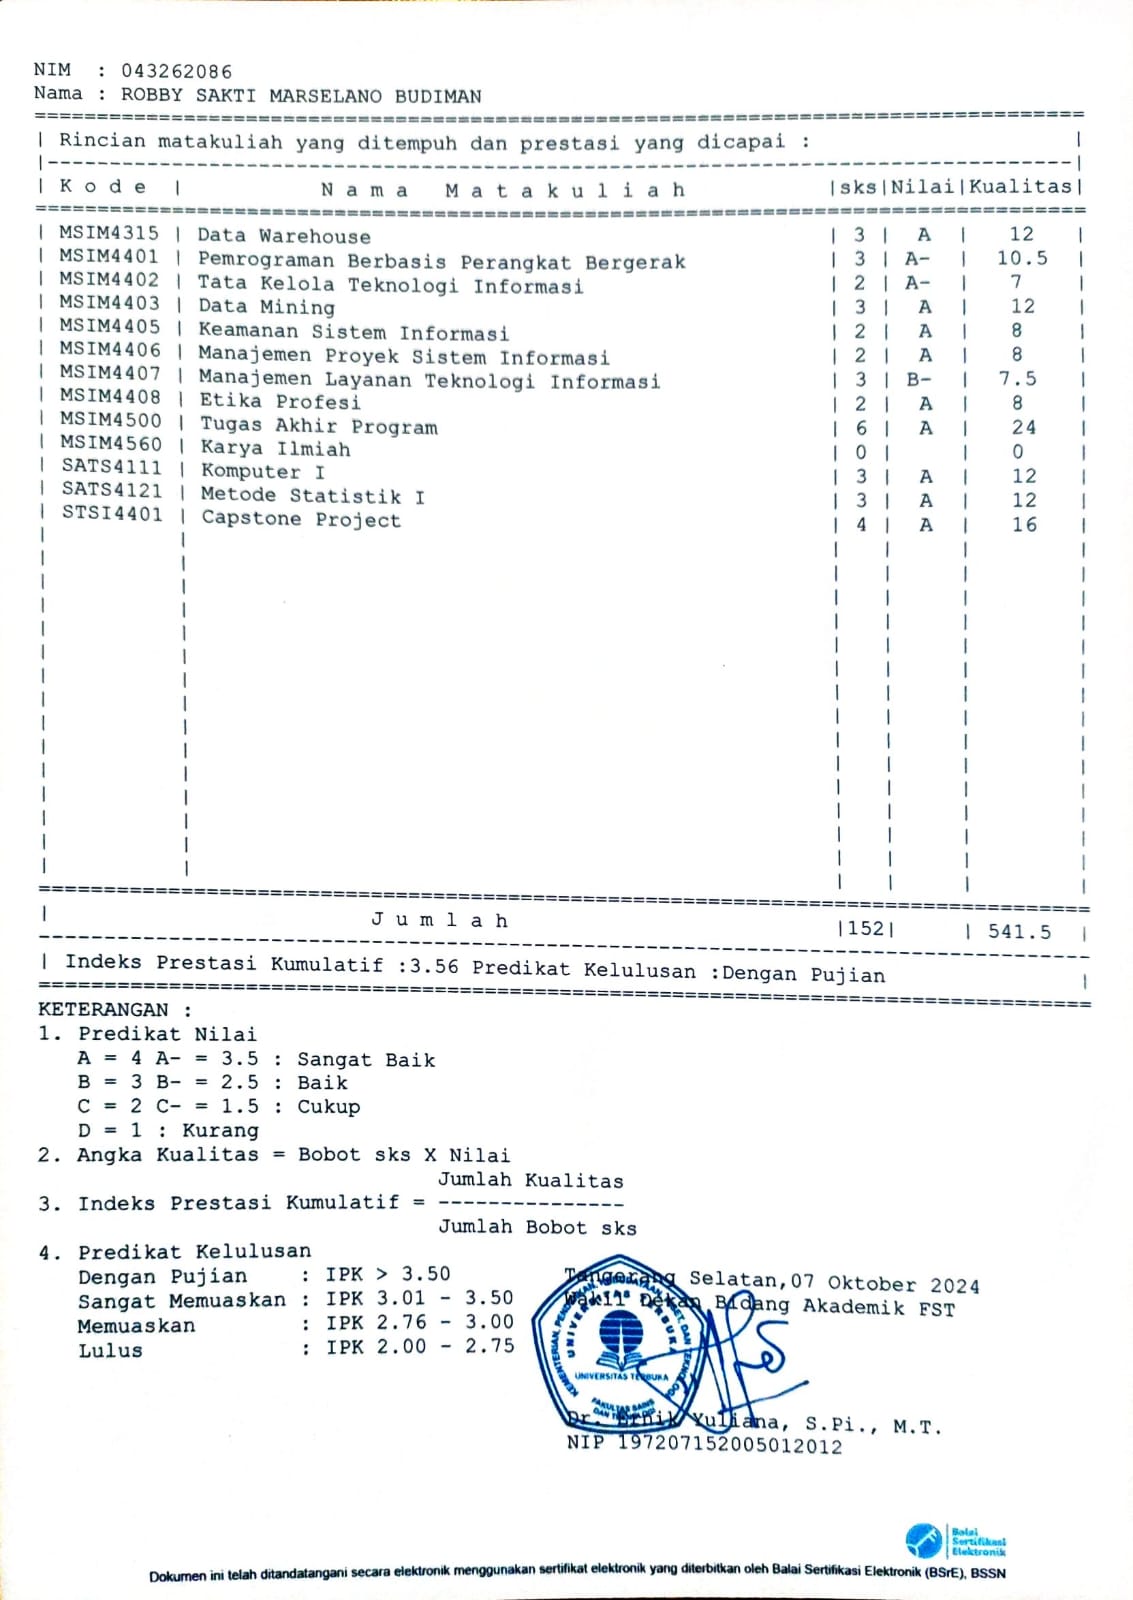 NIM : 043262086
Nama : ROBBY SAKTI MARSELANO BUDIMAN
Rincian matakuliah yang ditempuh dan prestasi yang dicapai :
| K o d e | N a m a M a t a k u l i a h |sks|Nilai|Kualitas|
| MSIM4315 | Data Warehouse | 3 | A | 12 |
| MSIM4401 | Pemrograman Berbasis Perangkat Bergerak | 3 | A- | 10.5 |
| MSIM4402 | Tata Kelola Teknologi Informasi | 2 | A- | 7 |
| MSIM4403 | Data Mining | 3 | A | 12 |
| MSIM4405 | Keamanan Sistem Informasi | 2 | A | 8 |
| MSIM4406 | Manajemen Proyek Sistem Informasi | 2 | A | 8 |
| MSIM4407 | Manajemen Layanan Teknologi Informasi | 3 | B- | 7.5 |
| MSIM4408 | Etika Profesi | 2 | A | 8 |
| MSIM4500 | Tugas Akhir Program | 6 | A | 24 |
| MSIM4560 | Karya Ilmiah | 0 | | 0 |
| SATS4111 | Komputer I | 3 | A | 12 |
| SATS4121 | Metode Statistik I | 3 | A | 12 |
| STSI4401 | Capstone Project | 4 | A | 16 |
| J u m l a h |152| | 541.5 |
| Indeks Prestasi Kumulatif :3.56 Predikat Kelulusan :Dengan Pujian |
KETERANGAN :
1. Predikat Nilai
A = 4 A- = 3.5 : Sangat Baik
B = 3 B- = 2.5 : Baik
C = 2 C- = 1.5 : Cukup
D = 1 : Kurang
2. Angka Kualitas = Bobot sks X Nilai
Jumlah Kualitas
3. Indeks Prestasi Kumulatif = ---------------
Jumlah Bobot sks
4. Predikat Kelulusan
Dengan Pujian : IPK > 3.50
Sangat Memuaskan : IPK 3.01 - 3.50
Memuaskan : IPK 2.76 - 3.00
Lulus : IPK 2.00 - 2.75
Tangerang Selatan,07 Oktober 2024
Wakil Dekan Bidang Akademik FST
UNIVERSITAS TERBUKA
UNIVERSITAS TERBUKA
FAKULTAS SAINS
DAN TEKNOLOGI
Dr. Ernik Yuliana, S.Pi., M.T.
NIP 197207152005012012
Balai
Sertifikasi
Elektronik
Dokumen ini telah ditandatangani secara elektronik menggunakan sertifikat elektronik yang diterbitkan oleh Balai Sertifikasi Elektronik (BSrE), BSSN